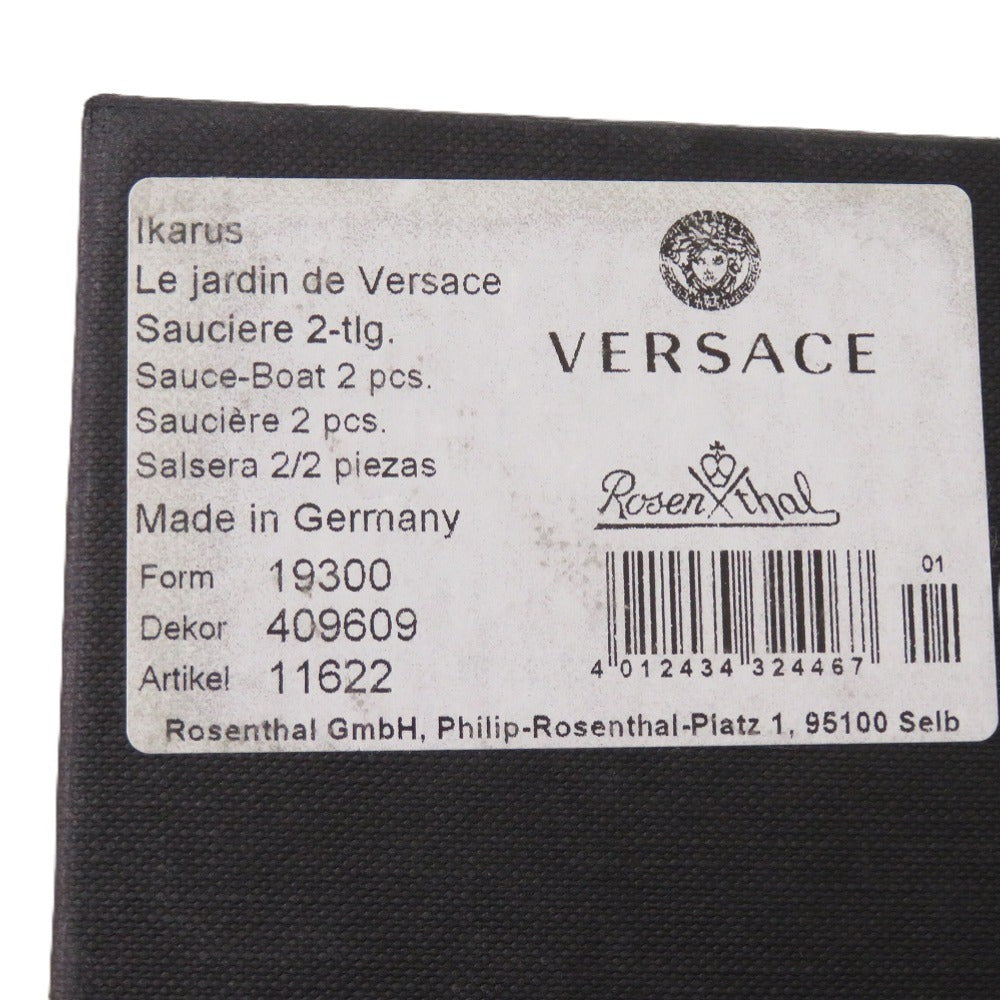 Ikarus
Le jardin de Versace
Sauciere 2-tlg.
Sauce-Boat 2 pcs.
Saucière 2 pcs.
Salsera 2/2 piezas
Made in Germany
Form 19300
Dekor 409609
Artikel 11622
VERSACE
Rosenthal
01
4 012434 324467
Rosenthal GmbH, Philip-Rosenthal-Platz 1, 95100 Selb